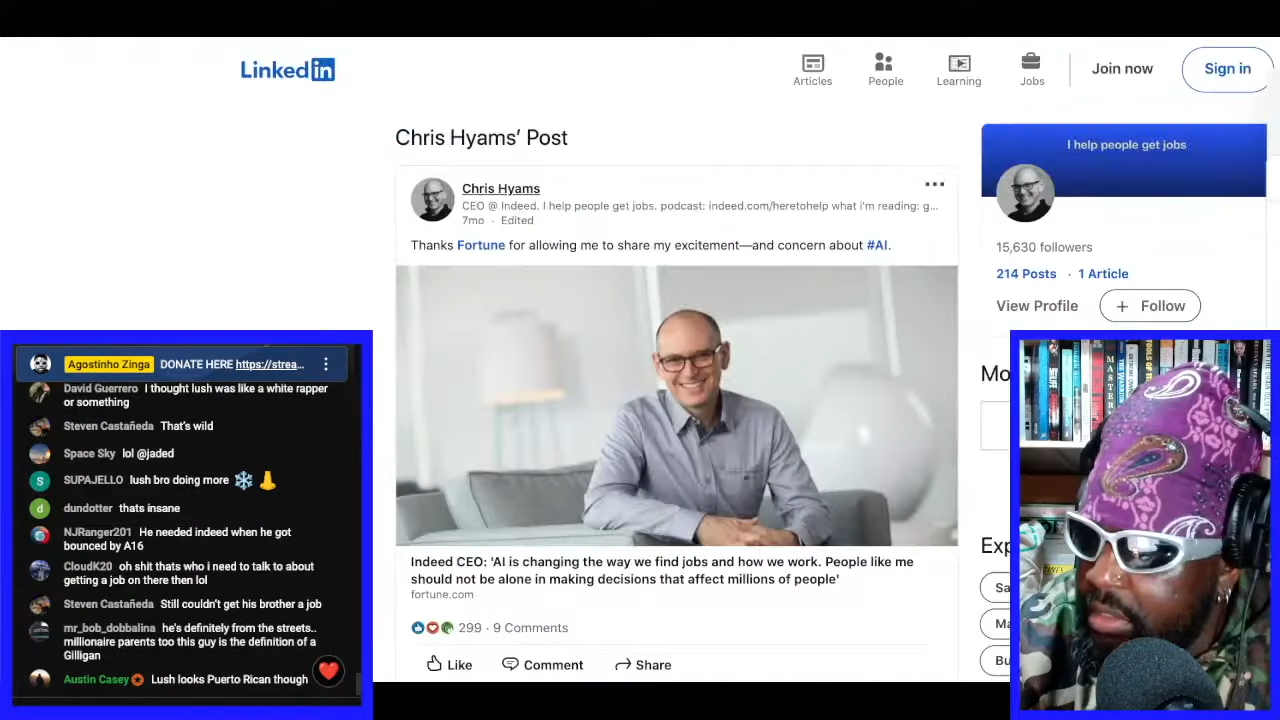 Linked in
Articles
People
Learning
Jobs
Join now
Sign in
Chris Hyams' Post
Chris Hyams
CEO @ Indeed. I help people get jobs. podcast: indeed.com/heretohelp what i'm reading: g...
7mo · Edited
Thanks Fortune for allowing me to share my excitement—and concern about #AI.
Indeed CEO: 'AI is changing the way we find jobs and how we work. People like me
should not be alone in making decisions that affect millions of people'
fortune.com
299 · 9 Comments
Like
Comment
Share
I help people get jobs
15,630 followers
214 Posts · 1 Article
View Profile
+ Follow
Mo
Exp
Sa
Ma
Bu
Agostinho Zinga DONATE HERE https://strea...
David Guerrero I thought lush was like a white rapper
or something
Steven Castañeda That's wild
Space Sky lol @jaded
S SUPAJELLO lush bro doing more
d dundotter thats insane
NJRanger201 He needed indeed when he got
bounced by A16
CloudK20 oh shit thats who i need to talk to about
getting a job on there then lol
Steven Castañeda Still couldn't get his brother a job
mr_bob_dobbalina he's definitely from the streets..
millionaire parents too this guy is the definition of a
Gilligan
Austin Casey Lush looks Puerto Rican though